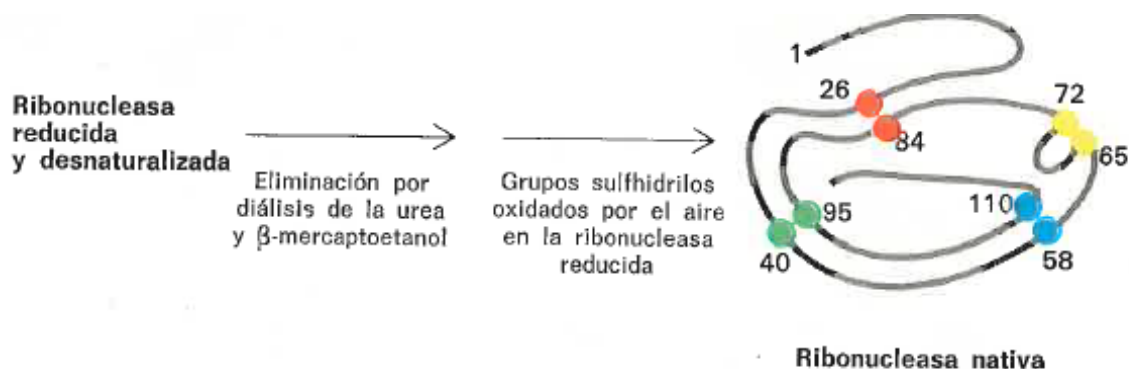 Ribonucleasa
reducida
y desnaturalizada
Eliminación por
diálisis de la urea
y β-mercaptoetanol
Grupos sulfhidrilos
oxidados por el aire
en la ribonucleasa
reducida
1
26
84
72
65
95
110
40
58
Ribonucleasa nativa